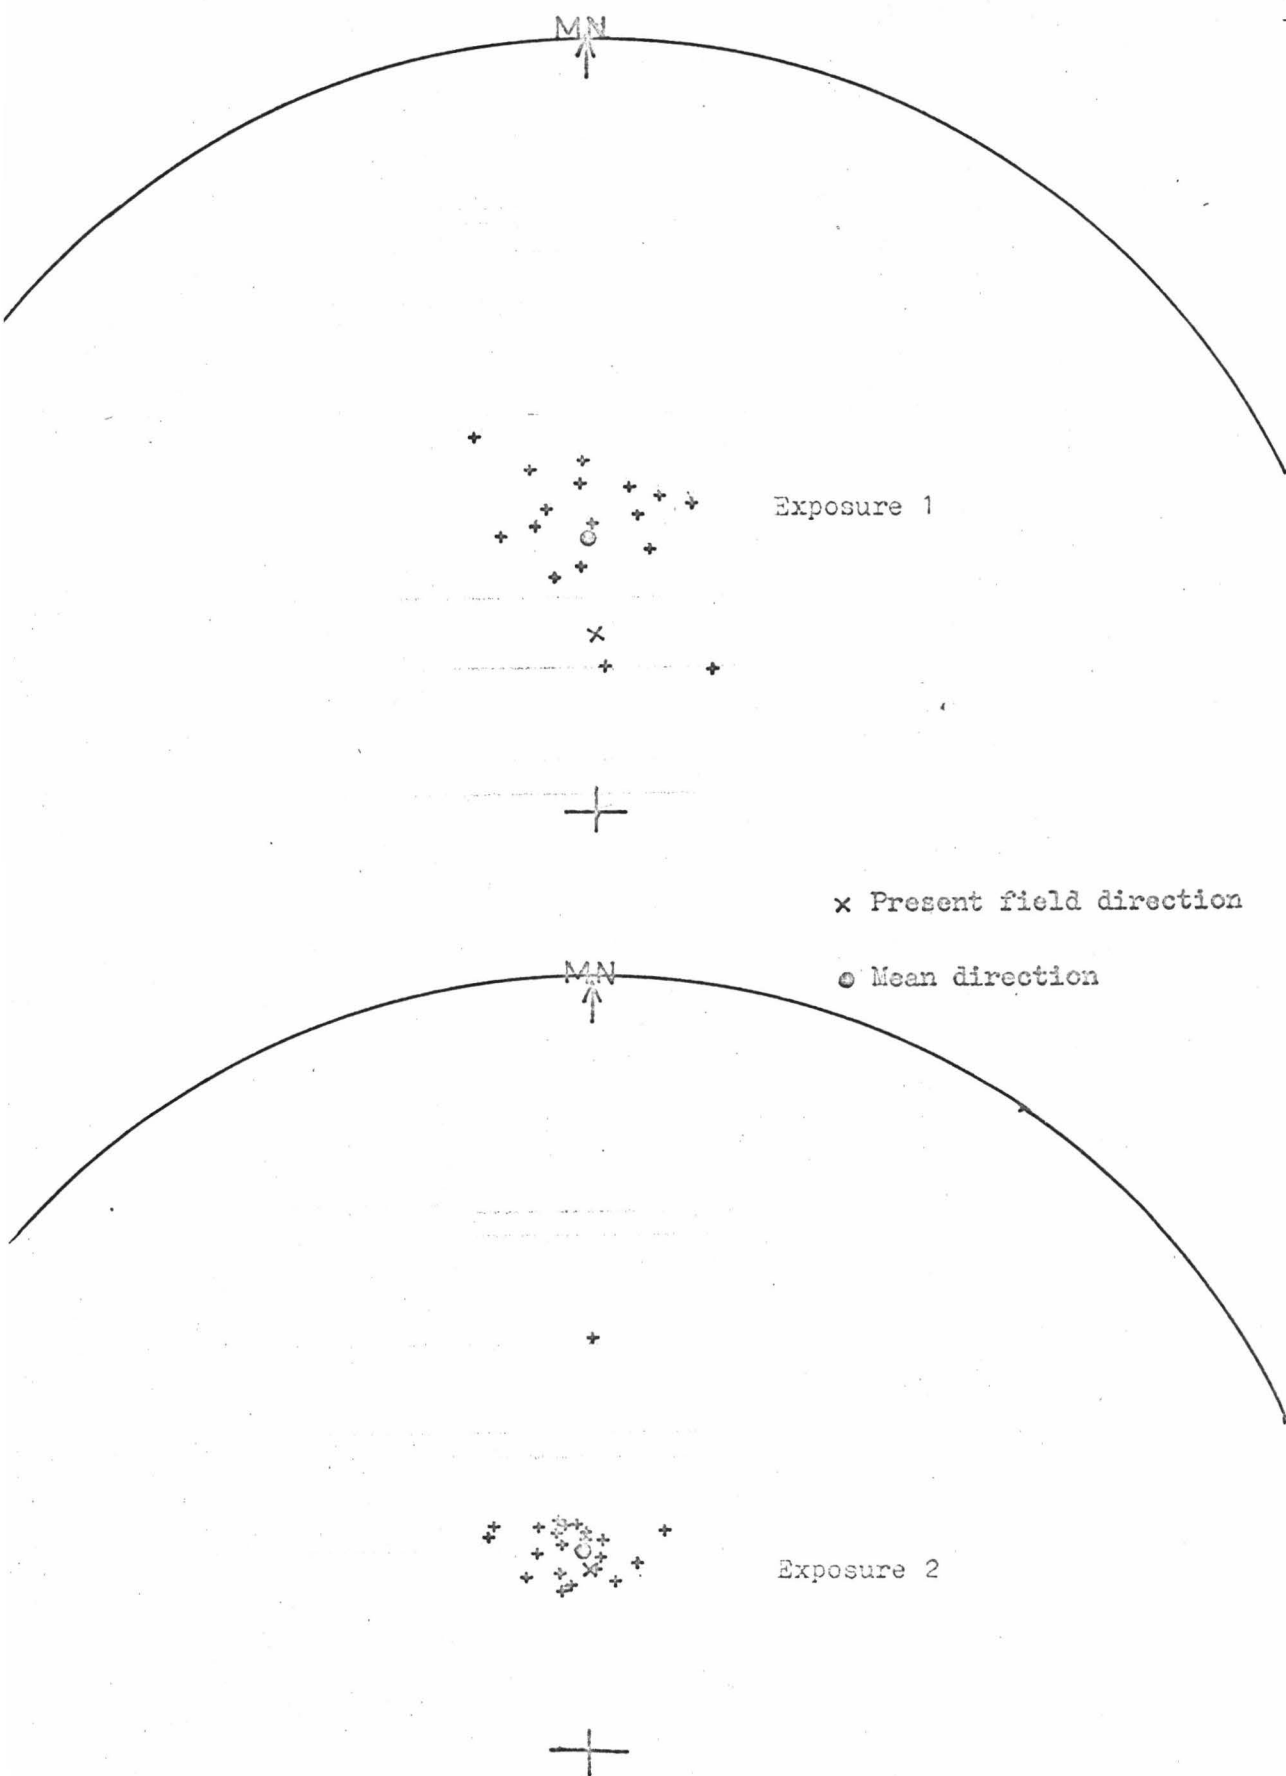 MN
Exposure 1
× Present field direction
Mean direction
MN
Exposure 2